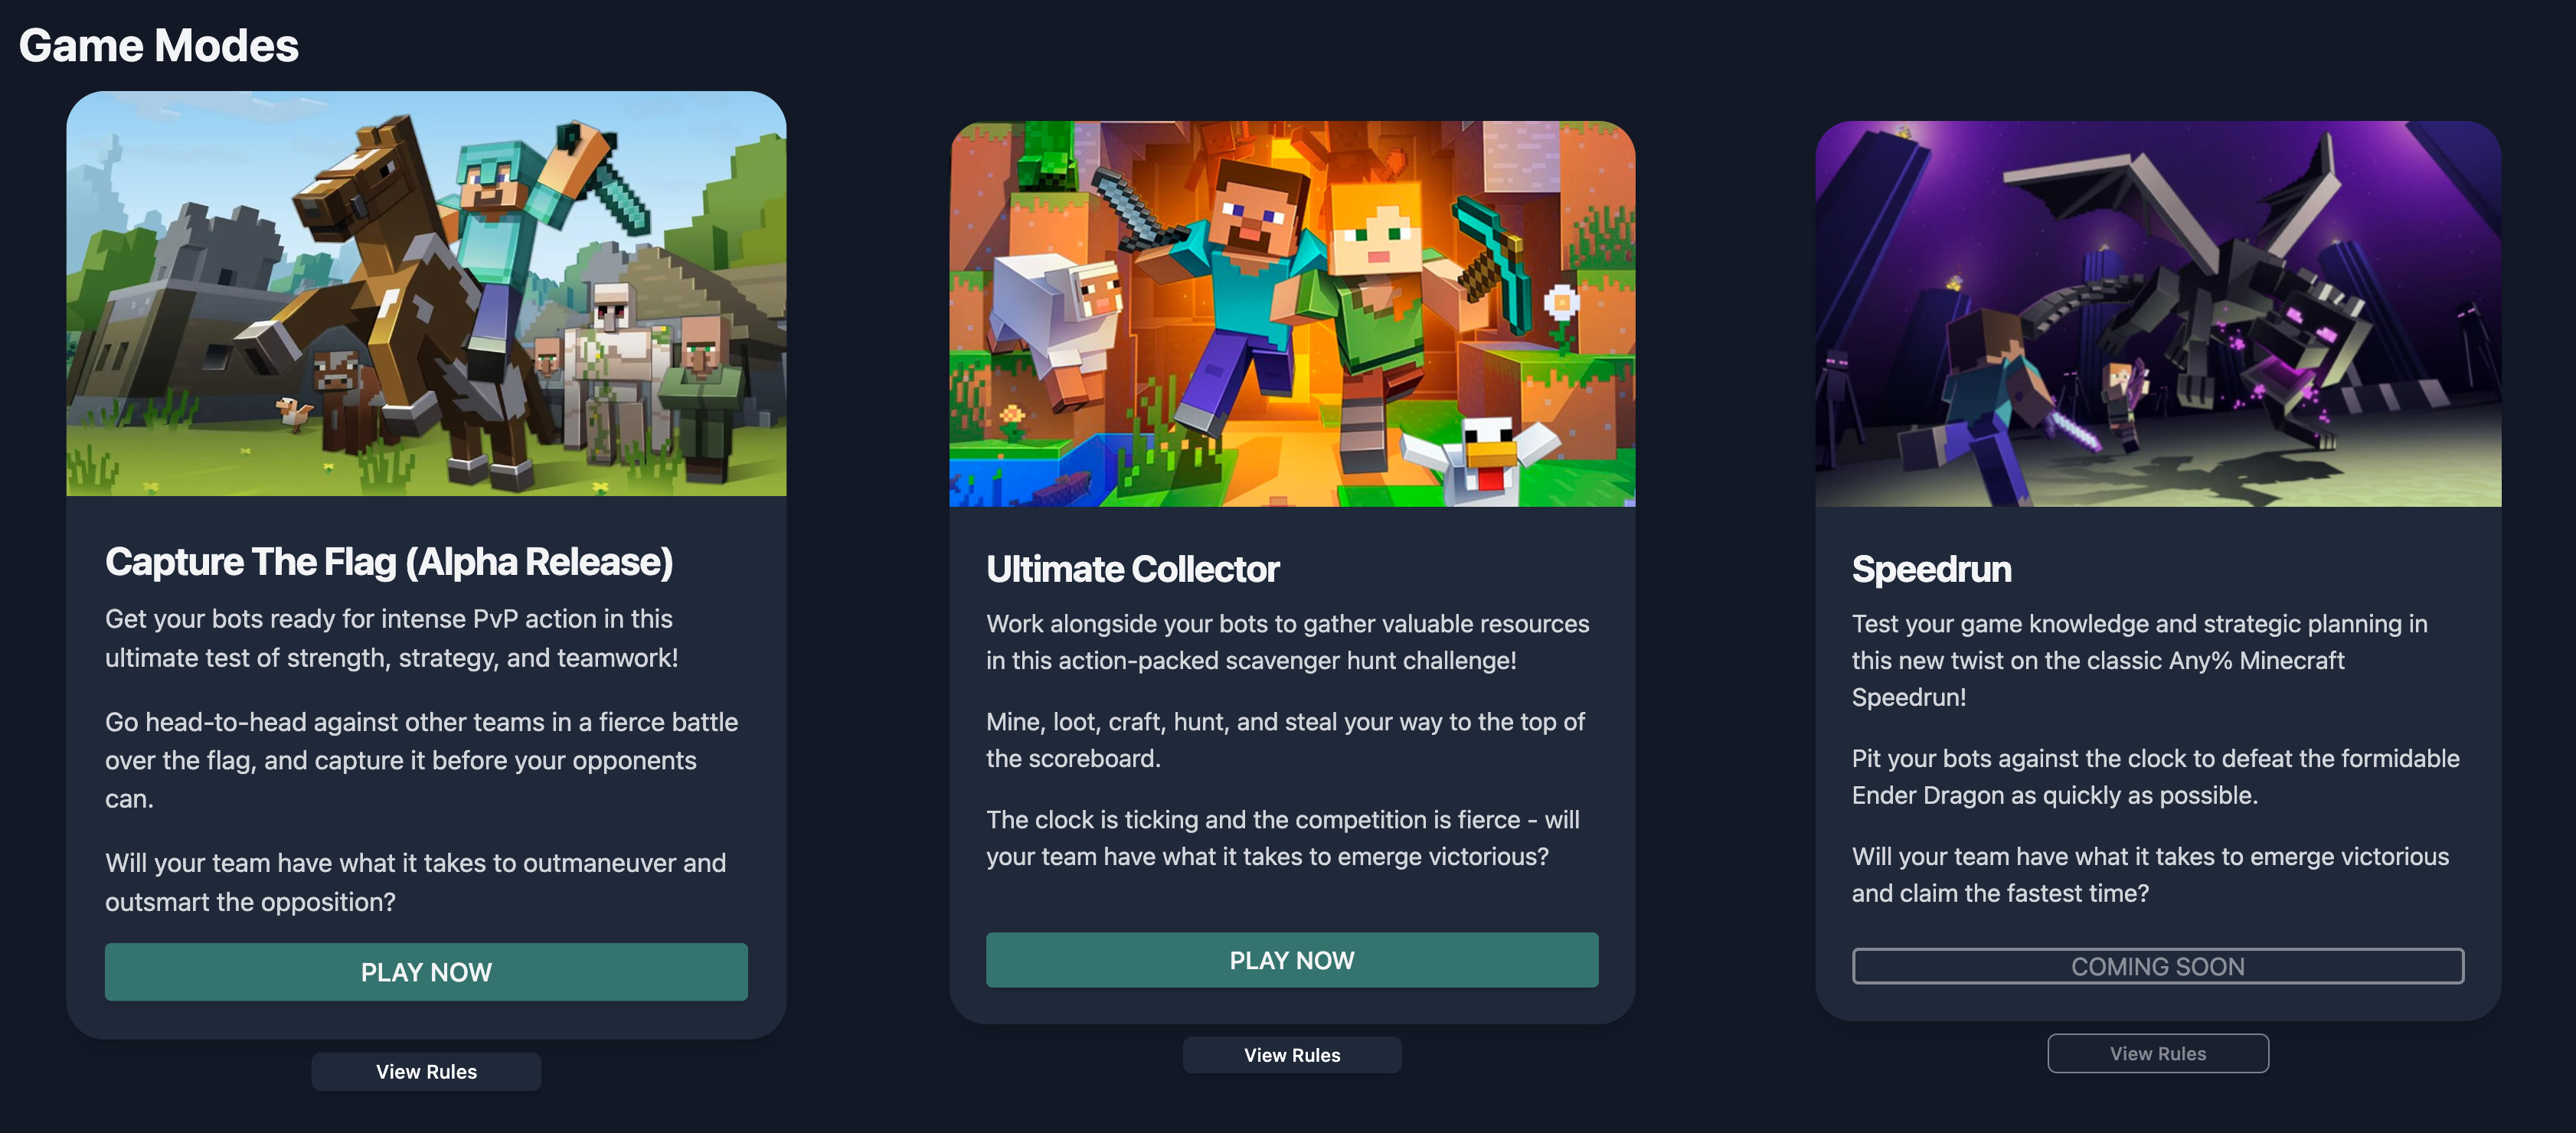 Game Modes
Capture The Flag (Alpha Release)
Get your bots ready for intense PvP action in this
ultimate test of strength, strategy, and teamwork!
Go head-to-head against other teams in a fierce battle
over the flag, and capture it before your opponents
can.
Will your team have what it takes to outmaneuver and
outsmart the opposition?
PLAY NOW
View Rules
Ultimate Collector
Work alongside your bots to gather valuable resources
in this action-packed scavenger hunt challenge!
Mine, loot, craft, hunt, and steal your way to the top of
the scoreboard.
The clock is ticking and the competition is fierce - will
your team have what it takes to emerge victorious?
PLAY NOW
View Rules
Speedrun
Test your game knowledge and strategic planning in
this new twist on the classic Any% Minecraft
Speedrun!
Pit your bots against the clock to defeat the formidable
Ender Dragon as quickly as possible.
Will your team have what it takes to emerge victorious
and claim the fastest time?
COMING SOON
View Rules